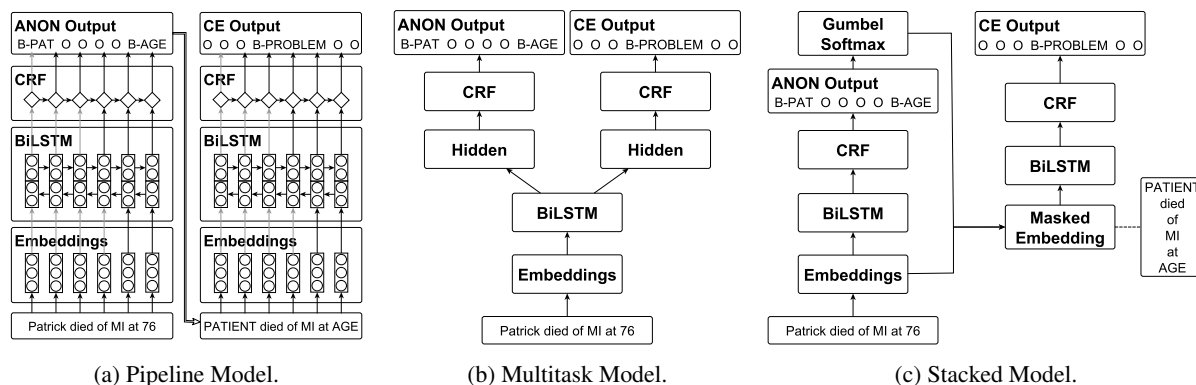 ANON Output
B-PAT O O O O B-AGE
CRF
BiLSTM
Embeddings
Patrick died of MI at 76
CE Output
O O O B-PROBLEM O O
CRF
BiLSTM
Embeddings
PATIENT died of MI at AGE
(a) Pipeline Model.
ANON Output
B-PAT O O O O B-AGE
CE Output
O O O B-PROBLEM O O
CRF
CRF
Hidden
Hidden
BiLSTM
Embeddings
Patrick died of MI at 76
(b) Multitask Model.
Gumbel
Softmax
ANON Output
B-PAT O O O O B-AGE
CRF
BiLSTM
Embeddings
Patrick died of MI at 76
CE Output
O O O B-PROBLEM O O
CRF
BiLSTM
Masked
Embedding
PATIENT
died
of
MI
at
AGE
(c) Stacked Model.